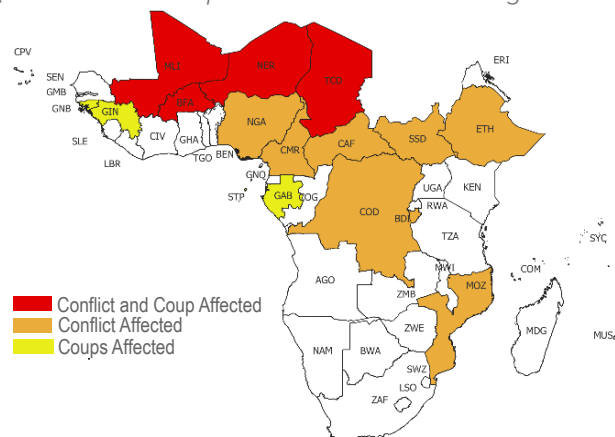 CPV
MLI
NER
TCD
ERI
SEN
GMB
GNB
GIN
BFA
NGA
ETH
SLE
CIV
GHA
BEN
CMR
CAF
SSD
LBR
TGO
GNQ
UGA
KEN
STP
GAB
COG
COD
RWA
BDI
TZA
SYC
AGO
MWI
COM
MOZ
ZMB
Conflict and Coup Affected
Conflict Affected
Coups Affected
ZWE
MDG
MUS
NAM
BWA
SWZ
LSO
ZAF